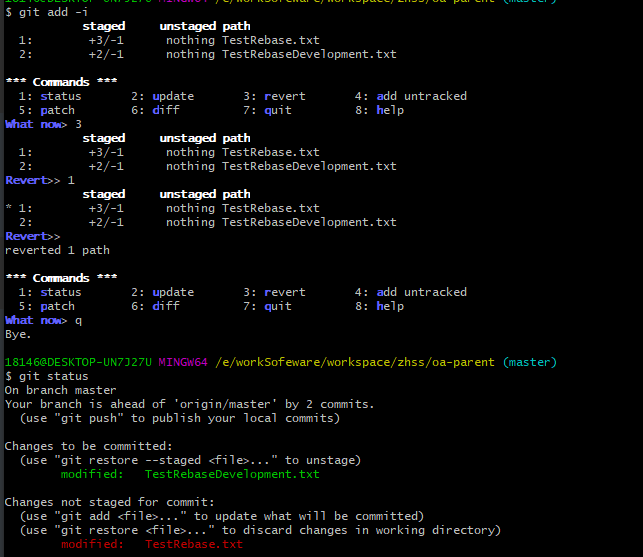 18146@DESKTOP-UN7J27U MINGW64 /e/workSofeware/workspace/zhss/oa-parent (master)
$ git add -i
           staged     unstaged path
  1:        +3/-1      nothing TestRebase.txt
  2:        +2/-1      nothing TestRebaseDevelopment.txt

*** Commands ***
  1: status       2: update       3: revert       4: add untracked
  5: patch        6: diff         7: quit         8: help
What now> 3
           staged     unstaged path
  1:        +3/-1      nothing TestRebase.txt
  2:        +2/-1      nothing TestRebaseDevelopment.txt
Revert>> 1
           staged     unstaged path
* 1:        +3/-1      nothing TestRebase.txt
  2:        +2/-1      nothing TestRebaseDevelopment.txt
Revert>>
reverted 1 path

*** Commands ***
  1: status       2: update       3: revert       4: add untracked
  5: patch        6: diff         7: quit         8: help
What now> q
Bye.

18146@DESKTOP-UN7J27U MINGW64 /e/workSofeware/workspace/zhss/oa-parent (master)
$ git status
On branch master
Your branch is ahead of 'origin/master' by 2 commits.
  (use "git push" to publish your local commits)

Changes to be committed:
  (use "git restore --staged <file>..." to unstage)
        modified:   TestRebaseDevelopment.txt

Changes not staged for commit:
  (use "git add <file>..." to update what will be committed)
  (use "git restore <file>..." to discard changes in working directory)
        modified:   TestRebase.txt